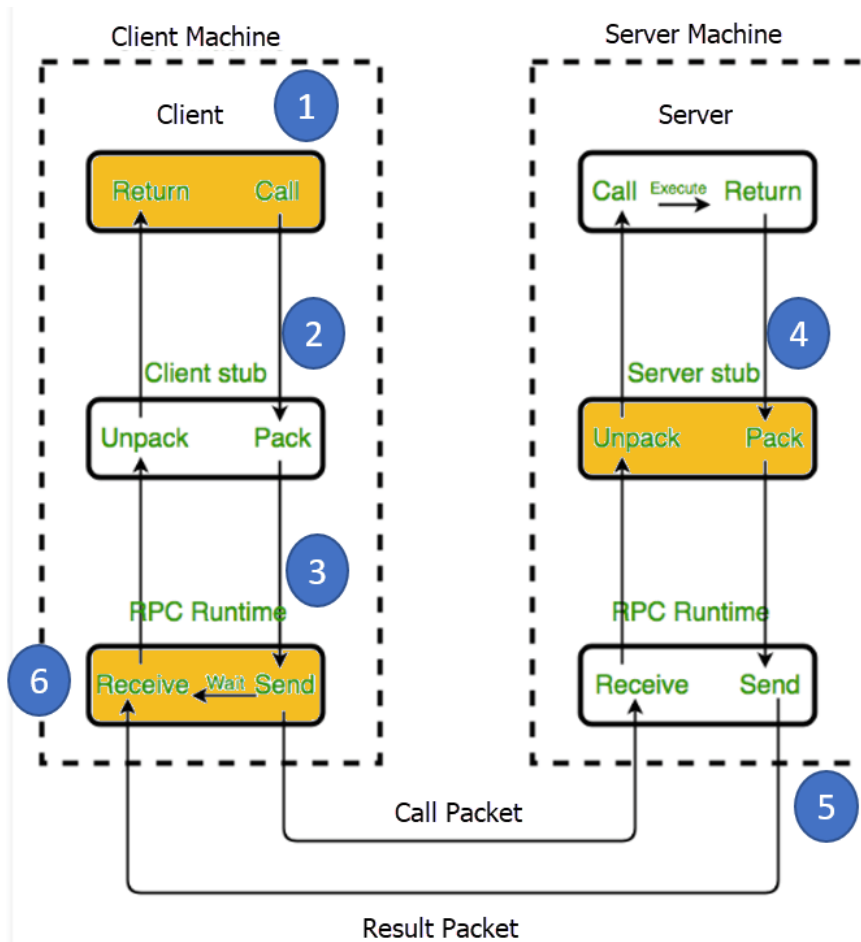 Client Machine
Server Machine
Client
1
Server
Return Call
Call Execute Return
2
4
Client stub
Server stub
Unpack Pack
Unpack Pack
3
RPC Runtime
RPC Runtime
6
Receive Wait Send
Receive Send
Call Packet
5
Result Packet